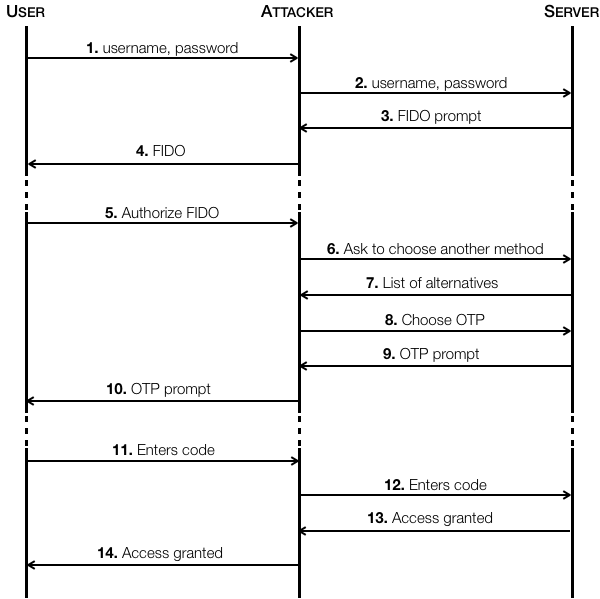 USER ATTACKER SERVER
1. username, password
2. username, password
3. FIDO prompt
4. FIDO
5. Authorize FIDO
6. Ask to choose another method
7. List of alternatives
8. Choose OTP
9. OTP prompt
10. OTP prompt
11. Enters code
12. Enters code
13. Access granted
14. Access granted